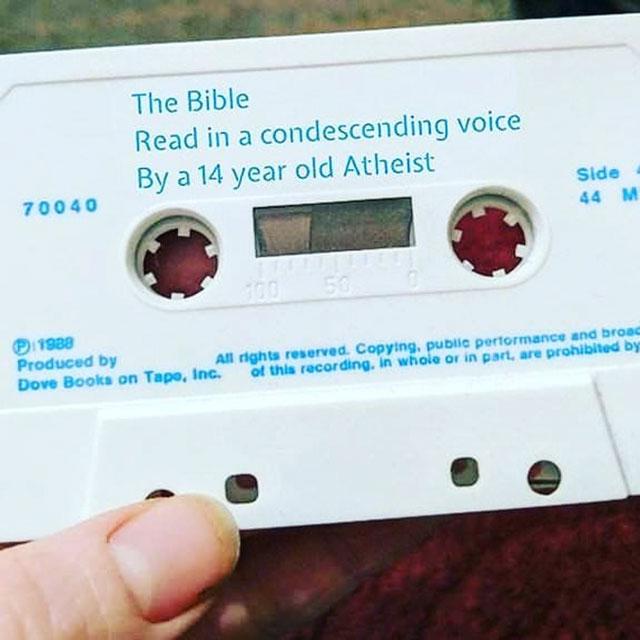 The Bible
Read in a condescending voice
By a 14 year old Atheist
70040
Side
44 M
100 50 0
Ⓟ 1988
Produced by
Dove Books on Tape, Inc.
All rights reserved. Copying, public performance and broad
of this recording, in whole or in part, are prohibited by